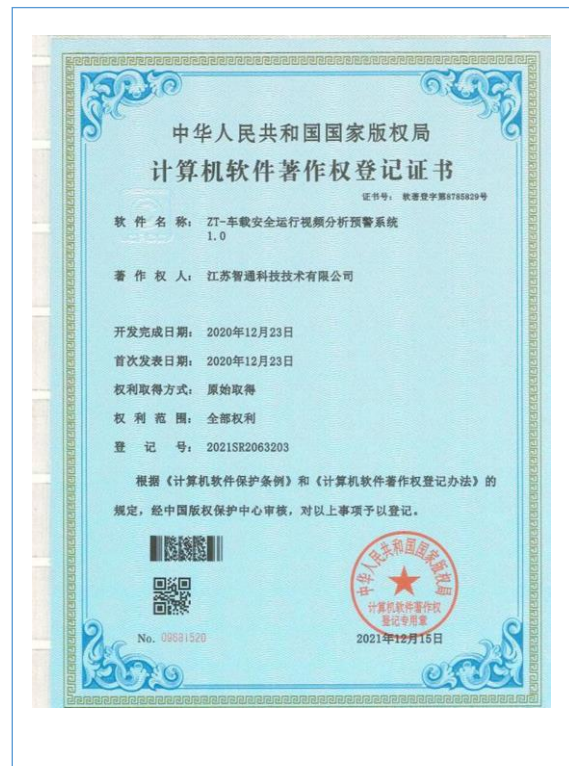 中华人民共和国国家版权局
计算机软件著作权登记证书
证书号： 软著登字第8785829号
软件名称： ZT-车载安全运行视频分析预警系统
1.0
著作权人： 江苏智通科技技术有限公司
开发完成日期： 2020年12月23日
首次发表日期： 2020年12月23日
权利取得方式： 原始取得
权利范围： 全部权利
登记号： 2021SR2063203
根据《计算机软件保护条例》和《计算机软件著作权登记办法》的
规定，经中国版权保护中心审核，对以上事项予以登记。
中华人民共和国国家版权局
计算机软件著作权
登记专用章
No. 09581520
2021年12月15日